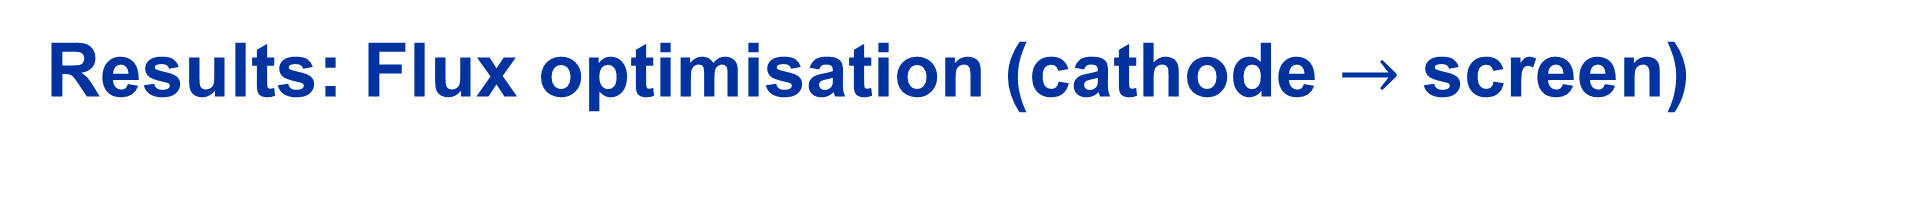 Results: Flux optimisation (cathode → screen)